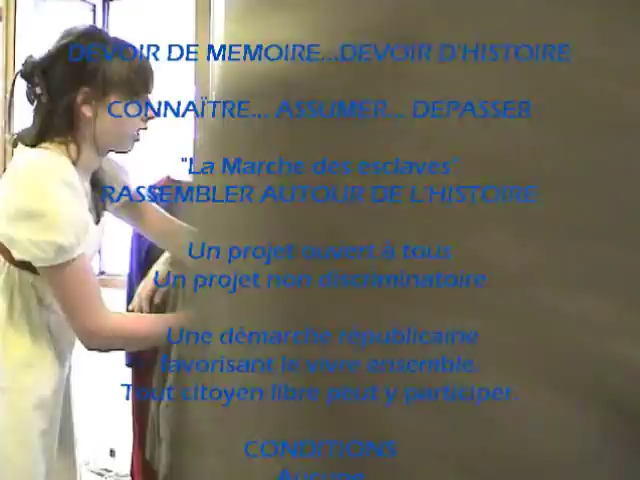 DEVOIR DE MEMOIRE...DEVOIR D'HISTOIRE
CONNAÎTRE... ASSUMER... DEPASSER
"La Marche des esclaves"
RASSEMBLER AUTOUR DE L'HISTOIRE
Un projet ouvert à tous
Un projet non discriminatoire
Une démarche républicaine
favorisant le vivre ensemble.
Tout citoyen libre peut y participer.
CONDITIONS
Aucune